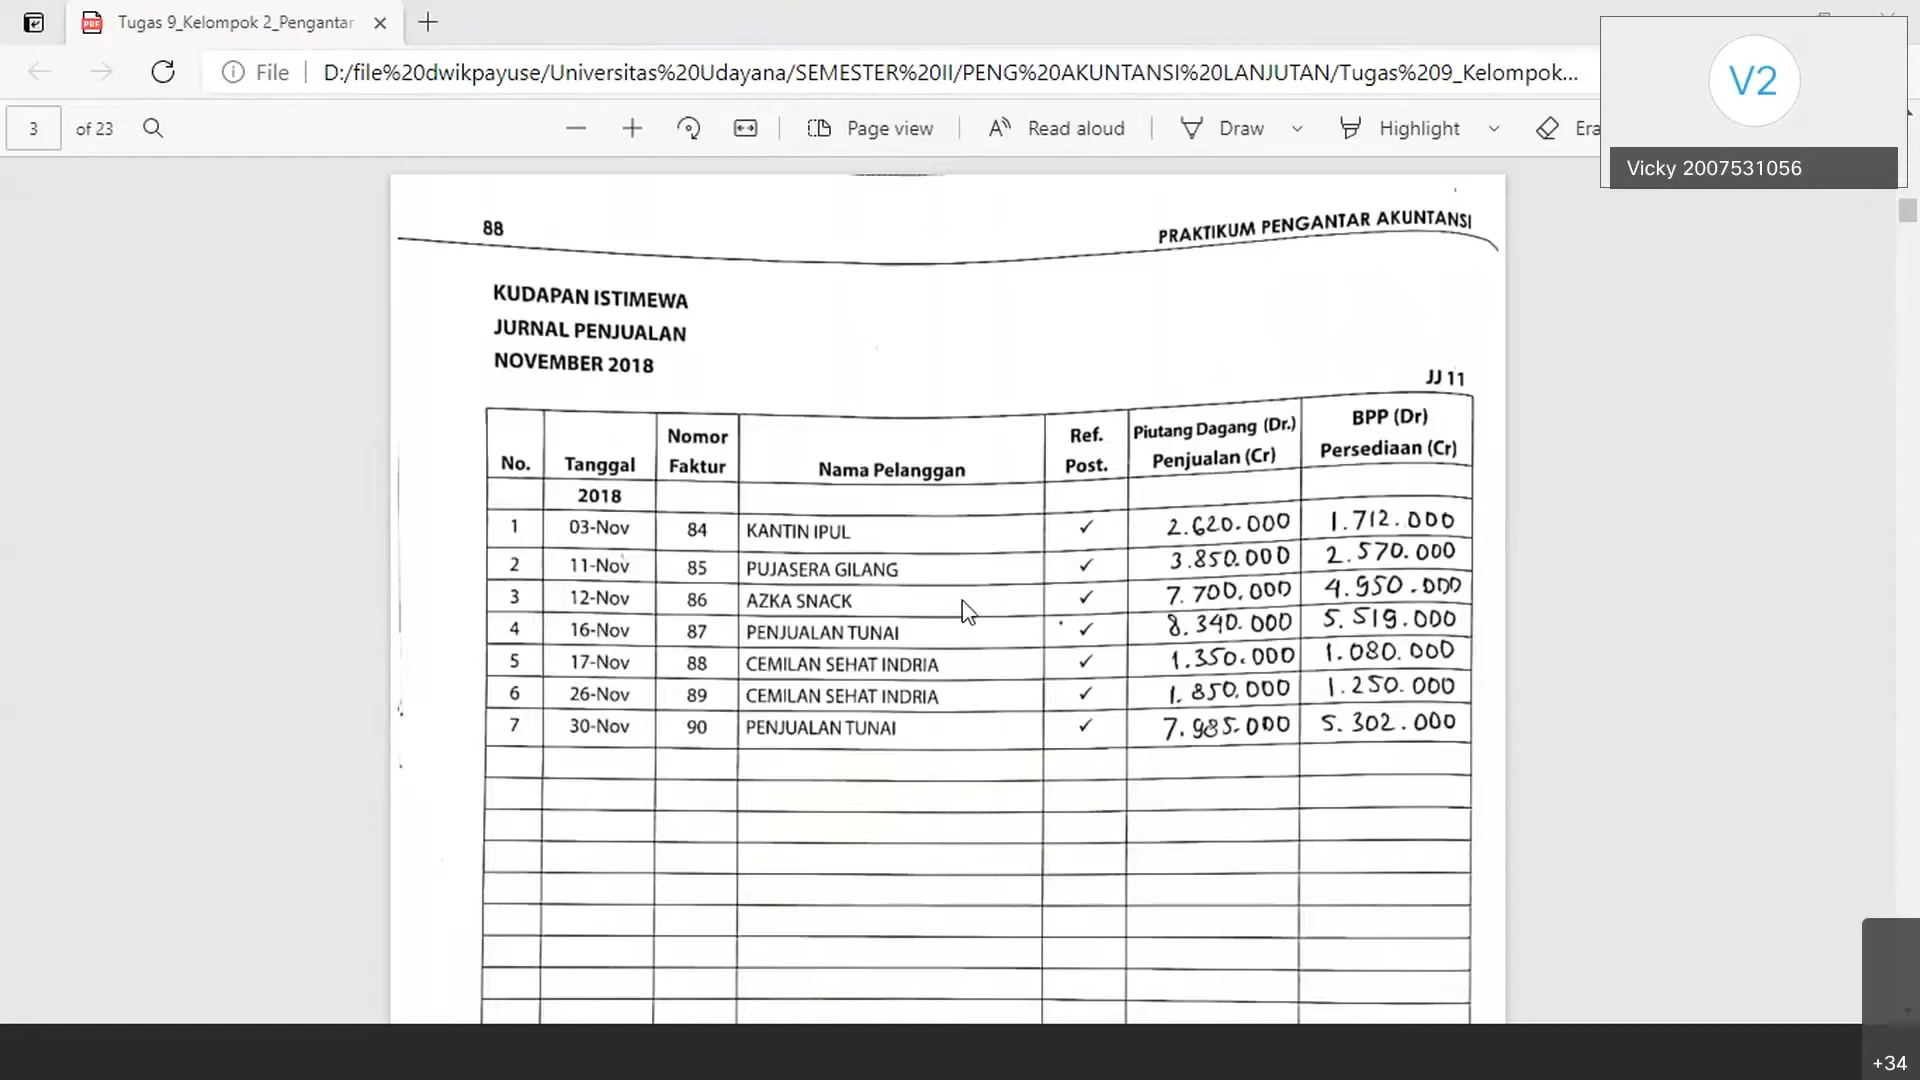 Tugas 9_Kelompok 2_Pengantar
File D:/file%20dwikpayuse/Universitas%20Udayana/SEMESTER%20II/PENG%20AKUNTANSI%20LANJUTAN/Tugas%209_Kelompok...
3 of 23 Page view Read aloud Draw Highlight Era
V2
Vicky 2007531056
88 PRAKTIKUM PENGANTAR AKUNTANSI
KUDAPAN ISTIMEWA
JURNAL PENJUALAN
NOVEMBER 2018
JJ 11
No. Tanggal Nomor Faktur Nama Pelanggan Ref. Post. Piutang Dagang (Dr.) Penjualan (Cr) BPP (Dr) Persediaan (Cr)
2018
1 03-Nov 84 KANTIN IPUL ✓ 2.620.000 1.712.000
2 11-Nov 85 PUJASERA GILANG ✓ 3.850.000 2.570.000
3 12-Nov 86 AZKA SNACK ✓ 7.700.000 4.950.000
4 16-Nov 87 PENJUALAN TUNAI ✓ 8.340.000 5.519.000
5 17-Nov 88 CEMILAN SEHAT INDRIA ✓ 1.350.000 1.080.000
6 26-Nov 89 CEMILAN SEHAT INDRIA ✓ 1.850.000 1.250.000
7 30-Nov 90 PENJUALAN TUNAI ✓ 7.985.000 5.302.000
+34